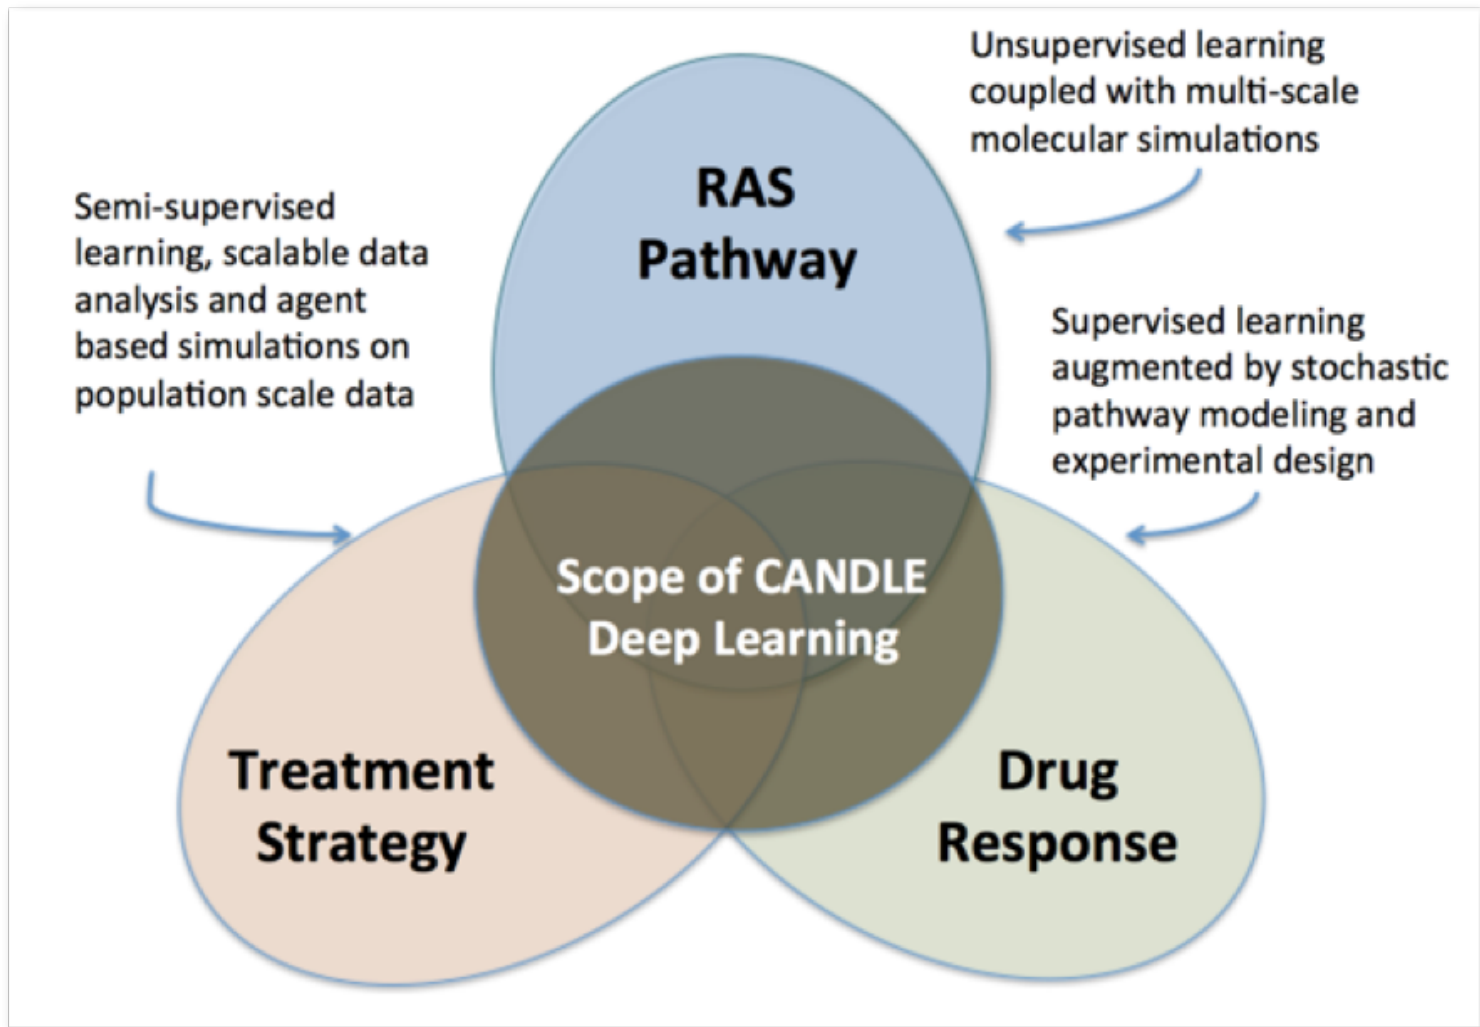 Unsupervised learning
coupled with multi-scale
molecular simulations
RAS
Pathway
Semi-supervised
learning, scalable data
analysis and agent
based simulations on
population scale data
Supervised learning
augmented by stochastic
pathway modeling and
experimental design
Scope of CANDLE
Deep Learning
Treatment
Strategy
Drug
Response